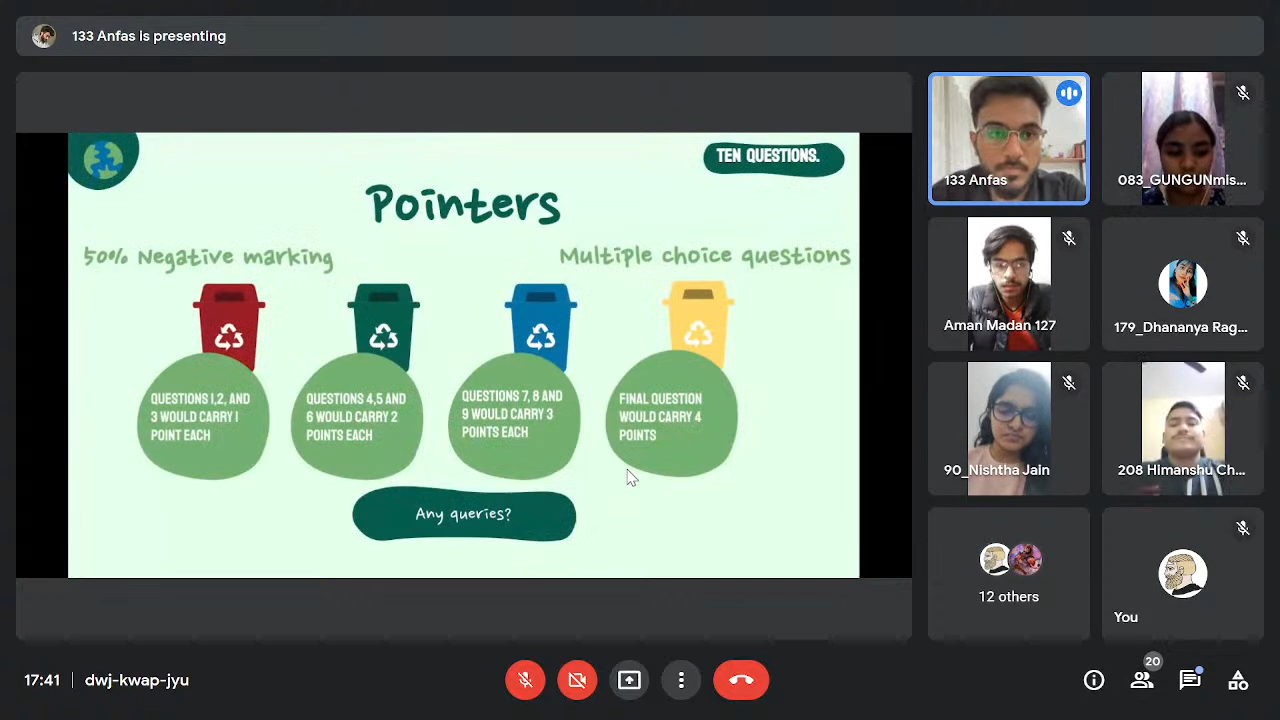 133 Anfas is presenting
TEN QUESTIONS.
Pointers
50% Negative marking
Multiple choice questions
QUESTIONS 1,2, AND
3 WOULD CARRY 1
POINT EACH
QUESTIONS 4,5 AND
6 WOULD CARRY 2
POINTS EACH
QUESTIONS 7, 8 AND
9 WOULD CARRY 3
POINTS EACH
FINAL QUESTION
WOULD CARRY 4
POINTS
Any queries?
133 Anfas
083_GUNGUNmis...
Aman Madan 127
179_Dhananya Rag...
90_Nishtha Jain
208 Himanshu Ch...
12 others
You
17:41 | dwj-kwap-jyu
20